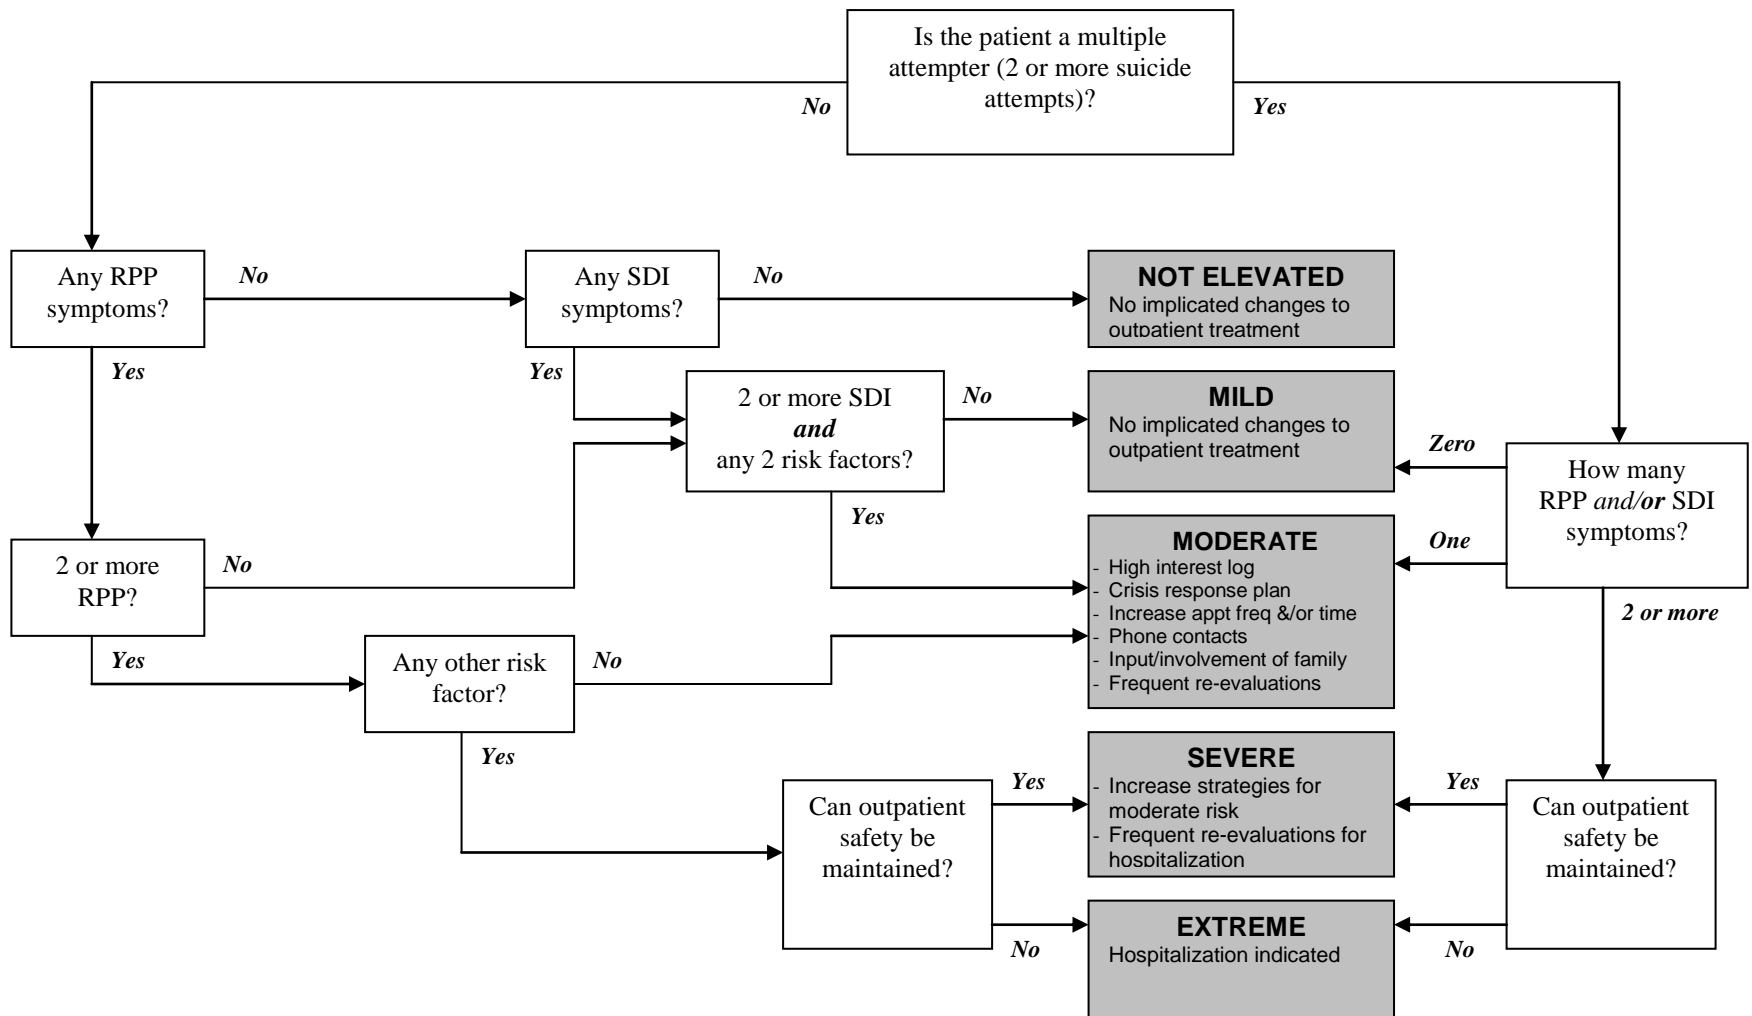 Is the patient a multiple
attempter (2 or more suicide
attempts)?
No
Yes
Any RPP
symptoms?
No
Any SDI
symptoms?
No
NOT ELEVATED
No implicated changes to
outpatient treatment
Yes
Yes
2 or more SDI
and
any 2 risk factors?
No
MILD
No implicated changes to
outpatient treatment
Zero
How many
RPP and/or SDI
symptoms?
Yes
One
2 or more
2 or more
RPP?
No
MODERATE
- High interest log
- Crisis response plan
- Increase appt freq &/or time
- Phone contacts
- Input/involvement of family
- Frequent re-evaluations
Yes
Any other risk
factor?
No
Yes
Can outpatient
safety be
maintained?
Yes
SEVERE
- Increase strategies for
moderate risk
- Frequent re-evaluations for
hospitalization
Yes
Can outpatient
safety be
maintained?
No
EXTREME
Hospitalization indicated
No